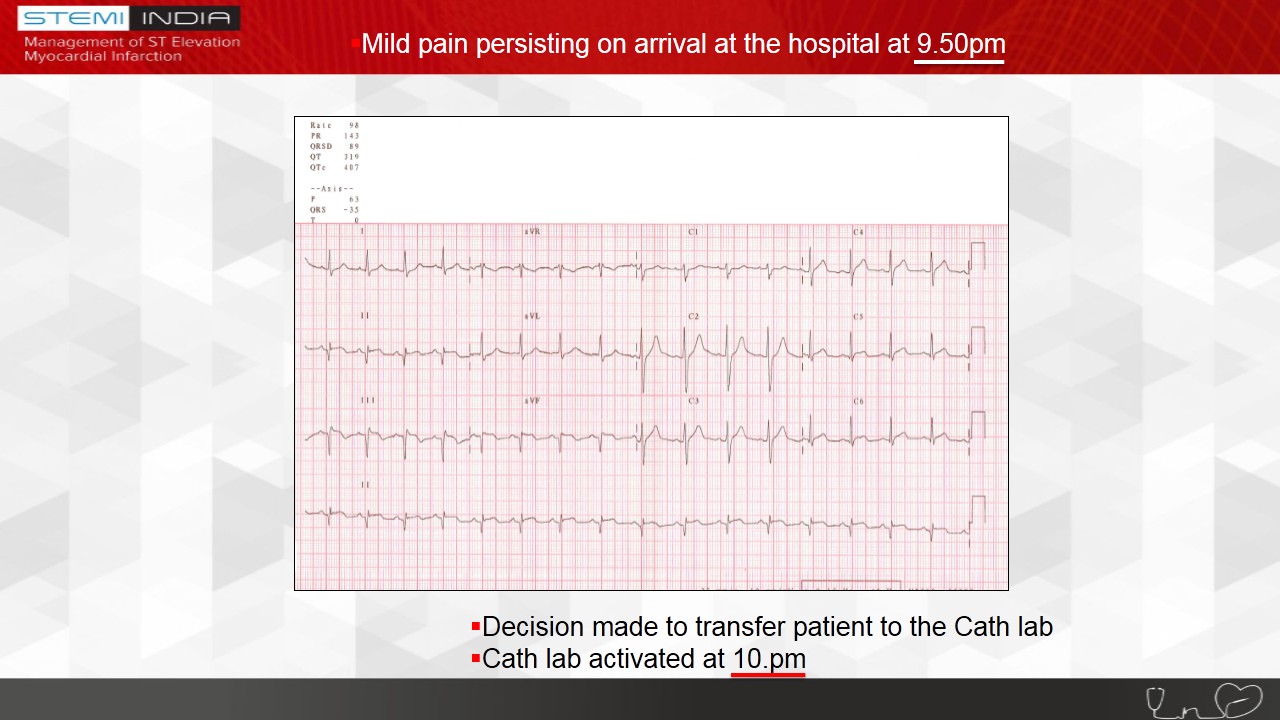 STEMI INDIA
Management of ST Elevation
Myocardial Infarction
Mild pain persisting on arrival at the hospital at 9.50pm
Rate 98
PR 143
QRSD 89
QT 319
QTc 407
--Axis--
P 63
QRS -35
T 0
I aVR C1 C4
II aVL C2 C5
III aVF C3 C6
II
Decision made to transfer patient to the Cath lab
Cath lab activated at 10.pm